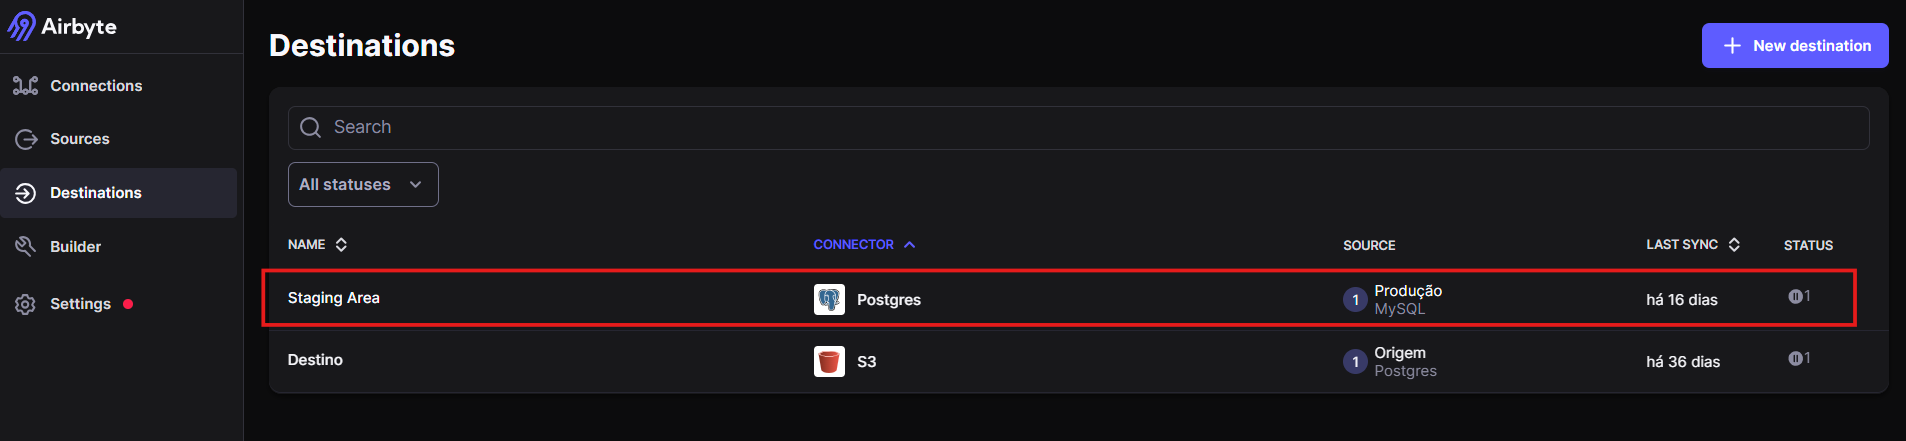 Airbyte
Connections
Sources
Destinations
Builder
Settings
Destinations
New destination
Search
All statuses
NAME CONNECTOR SOURCE LAST SYNC STATUS
Staging Area Postgres 1 Produção há 16 dias 1
MySQL
Destino S3 1 Origem há 36 dias 1
Postgres